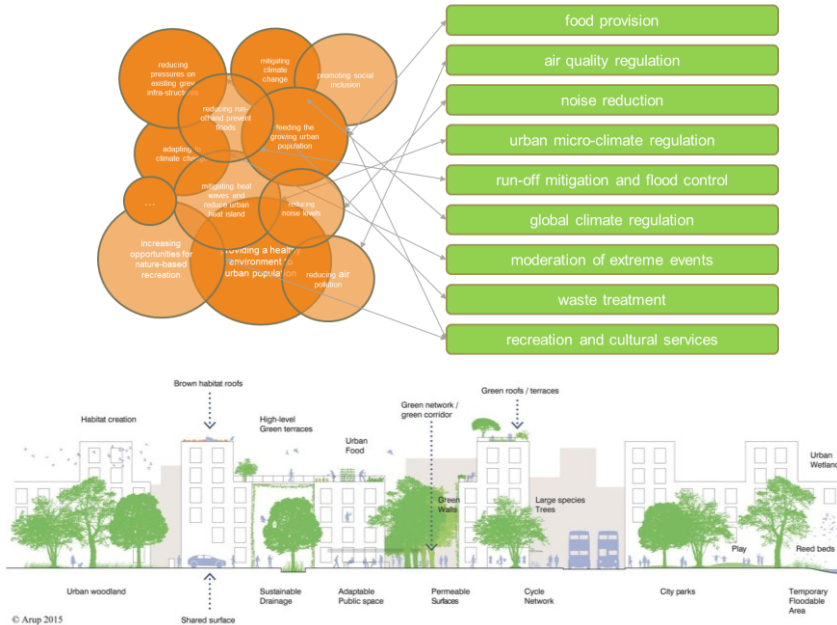 reducing
pressures on
existing grey
infra-structures
mitigating
climate
change
promoting social
inclusion
reducing run-
off and prevent
floods
feeding the
growing urban
population
adapting to
climate change
mitigating heat
waves and
reduce urban
heat island
reducing
noise levels
...
increasing
opportunities for
nature-based
recreation
providing a healthy
environment to
urban population
reducing air
pollution
food provision
air quality regulation
noise reduction
urban micro-climate regulation
run-off mitigation and flood control
global climate regulation
moderation of extreme events
waste treatment
recreation and cultural services
Brown habitat roofs
Habitat creation
High-level
Green terraces
Urban
Food
Green network /
green corridor
Green roofs / terraces
Urban
Wetland
Green
Walls
Large species
Trees
Play
Reed beds
Urban woodland
Shared surface
Sustainable
Drainage
Adaptable
Public space
Permeable
Surfaces
Cycle
Network
City parks
Temporary
Floodable
Area
© Arup 2015